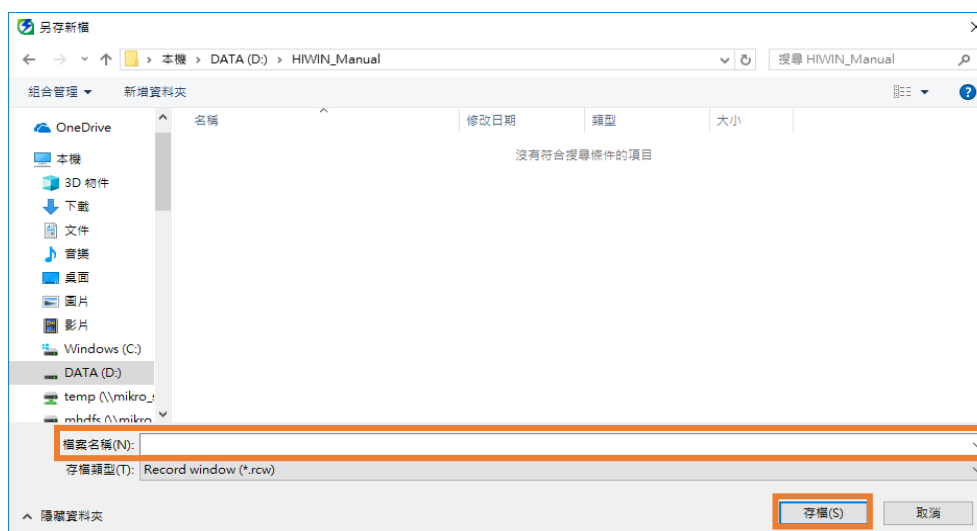 另存新檔
本機 › DATA (D:) › HIWIN_Manual
搜尋 HIWIN_Manual
組合管理 新增資料夾
名稱 修改日期 類型 大小
沒有符合搜尋條件的項目
OneDrive
本機
3D 物件
下載
文件
音樂
桌面
圖片
影片
Windows (C:)
DATA (D:)
temp (\\mikro_s
mhdfs (\\mikro
檔案名稱(N):
存檔類型(T): Record window (*.rcw)
隱藏資料夾
存檔(S) 取消